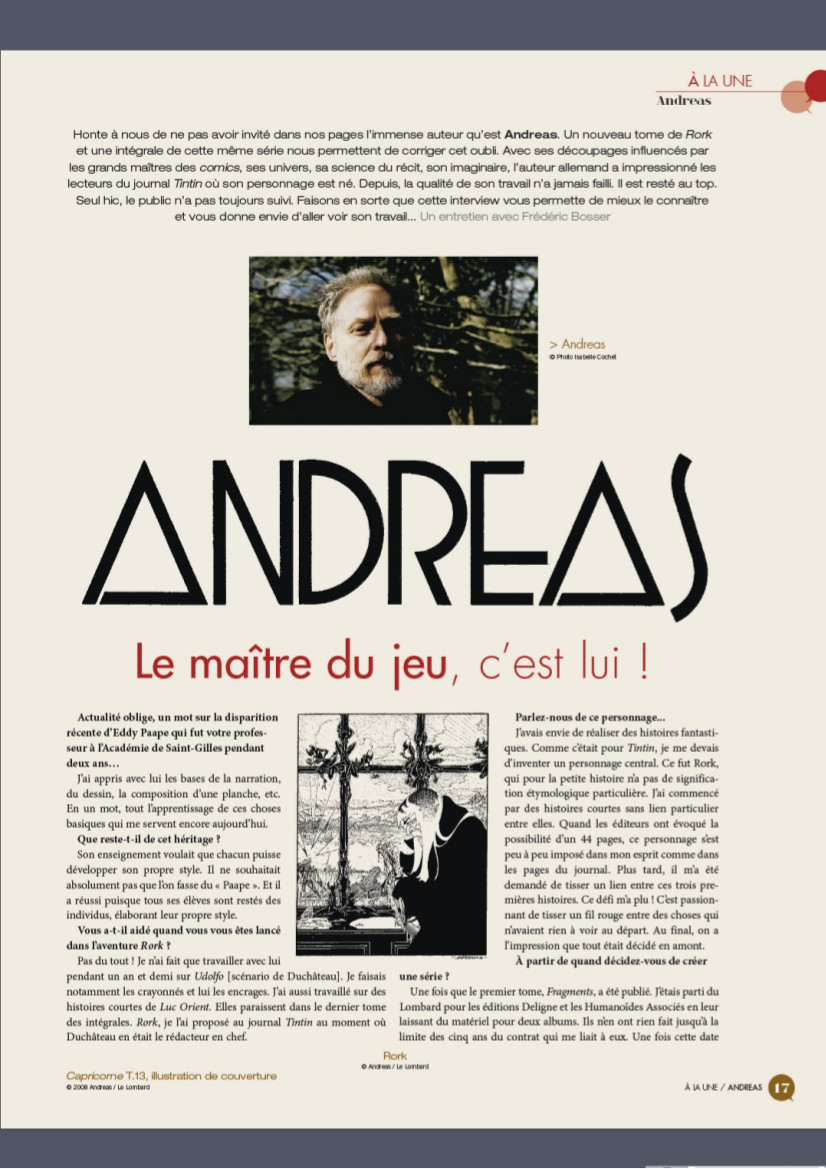 À LA UNE
Andreas
Honte à nous de ne pas avoir invité dans nos pages l'immense auteur qu'est Andreas. Un nouveau tome de Rork
et une intégrale de cette même série nous permettent de corriger cet oubli. Avec ses découpages influencés par
les grands maîtres des comics, ses univers, sa science du récit, son imaginaire, l'auteur allemand a impressionné les
lecteurs du journal Tintin où son personnage est né. Depuis, la qualité de son travail n'a jamais failli. Il est resté au top.
Seul hic, le public n'a pas toujours suivi. Faisons en sorte que cette interview vous permette de mieux le connaître
et vous donne envie d'aller voir son travail... Un entretien avec Frédéric Bosser
> Andreas
© Photo Isabelle Cochet
ANDREAS
Le maître du jeu, c'est lui !
Actualité oblige, un mot sur la disparition
récente d'Eddy Paape qui fut votre profes-
seur à l'Académie de Saint-Gilles pendant
deux ans…
J'ai appris avec lui les bases de la narration,
du dessin, la composition d'une planche, etc.
En un mot, tout l'apprentissage de ces choses
basiques qui me servent encore aujourd'hui.
Que reste-t-il de cet héritage ?
Son enseignement voulait que chacun puisse
développer son propre style. Il ne souhaitait
absolument pas que l'on fasse du « Paape ». Et il
a réussi puisque tous ses élèves sont restés des
individus, élaborant leur propre style.
Vous a-t-il aidé quand vous vous êtes lancé
dans l'aventure Rork ?
Pas du tout ! Je n'ai fait que travailler avec lui
pendant un an et demi sur Udolfo [scénario de Duchâteau]. Je faisais
notamment les crayonnés et lui les encrages. J'ai aussi travaillé sur des
histoires courtes de Luc Orient. Elles paraissent dans le dernier tome
des intégrales. Rork, je l'ai proposé au journal Tintin au moment où
Duchâteau en était le rédacteur en chef.
Parlez-nous de ce personnage...
J'avais envie de réaliser des histoires fantasti-
ques. Comme c'était pour Tintin, je me devais
d'inventer un personnage central. Ce fut Rork,
qui pour la petite histoire n'a pas de significa-
tion étymologique particulière. J'ai commencé
par des histoires courtes sans lien particulier
entre elles. Quand les éditeurs ont évoqué la
possibilité d'un 44 pages, ce personnage s'est
peu à peu imposé dans mon esprit comme dans
les pages du journal. Plus tard, il m'a été
demandé de tisser un lien entre ces trois pre-
mières histoires. Ce défi m'a plu ! C'est passion-
nant de tisser un fil rouge entre des choses qui
n'avaient rien à voir au départ. Au final, on a
l'impression que tout était décidé en amont.
À partir de quand décidez-vous de créer
une série ?
Une fois que le premier tome, Fragments, a été publié. J'étais parti du
Lombard pour les éditions Deligne et les Humanoïdes Associés en leur
laissant du matériel pour deux albums. Ils n'en ont rien fait jusqu'à la
limite des cinq ans du contrat qui me liait à eux. Une fois cette date
Rork
© Andreas / Le Lombard
Capricorne T.13, illustration de couverture
© 2008 Andreas / Le Lombard
À LA UNE / ANDREAS 17